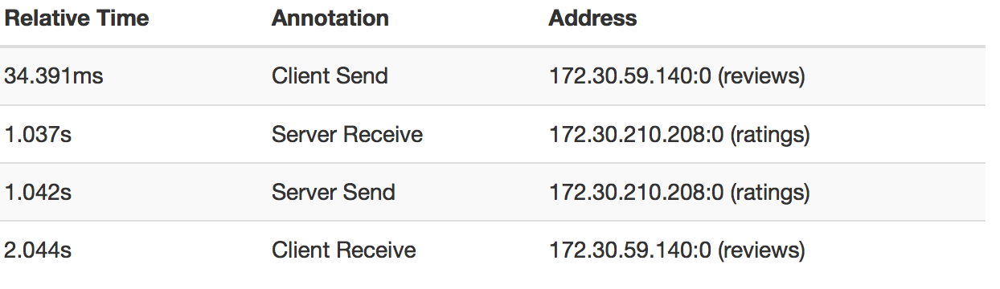 Relative Time Annotation Address
34.391ms Client Send 172.30.59.140:0 (reviews)
1.037s Server Receive 172.30.210.208:0 (ratings)
1.042s Server Send 172.30.210.208:0 (ratings)
2.044s Client Receive 172.30.59.140:0 (reviews)